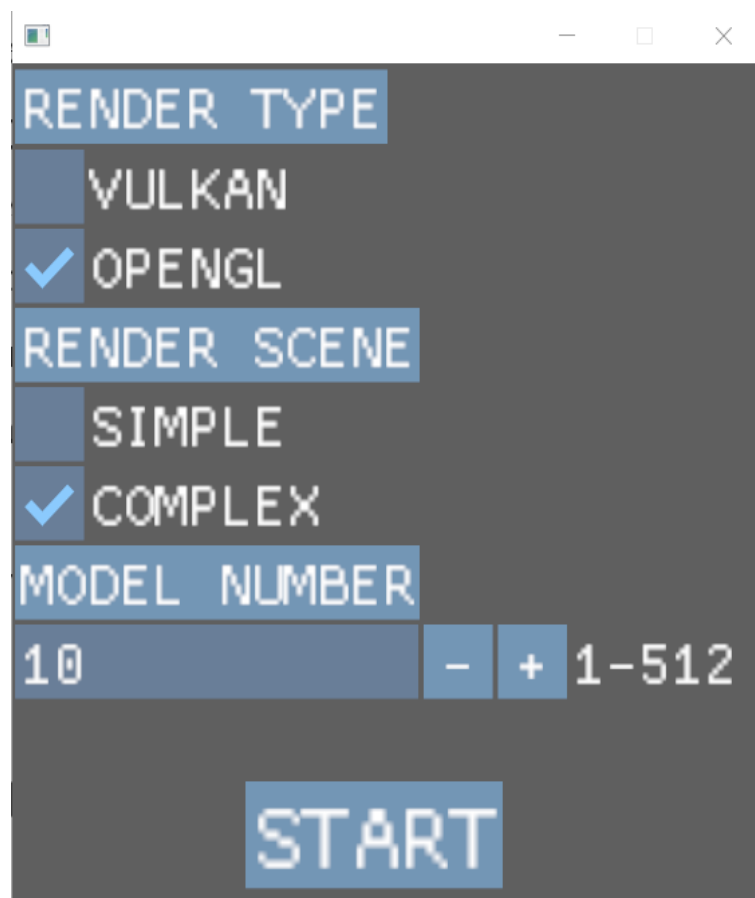 RENDER TYPE
VULKAN
OPENGL
RENDER SCENE
SIMPLE
COMPLEX
MODEL NUMBER
10 - + 1-512
START